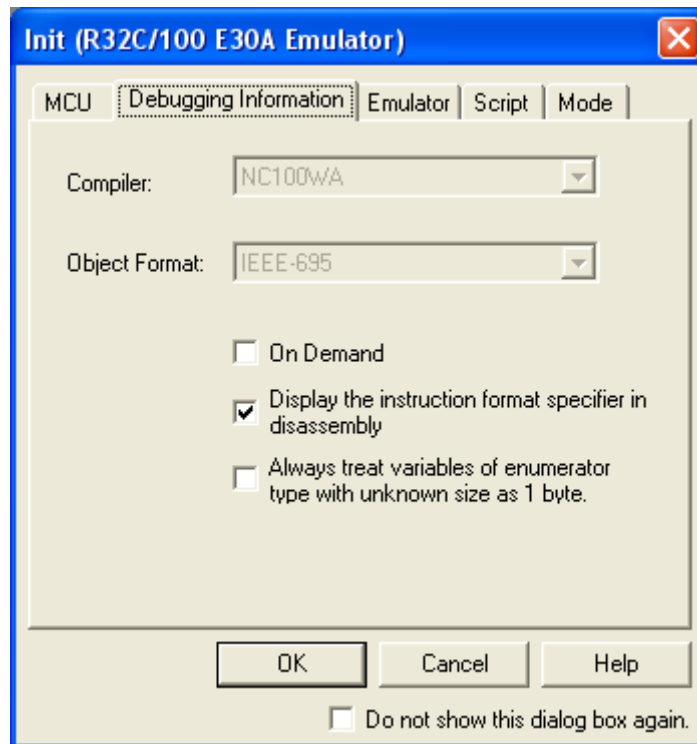 Init (R32C/100 E30A Emulator)
MCU Debugging Information Emulator Script Mode
Compiler: NC100WA
Object Format: IEEE-695
On Demand
Display the instruction format specifier in
disassembly
Always treat variables of enumerator
type with unknown size as 1 byte.
OK Cancel Help
Do not show this dialog box again.